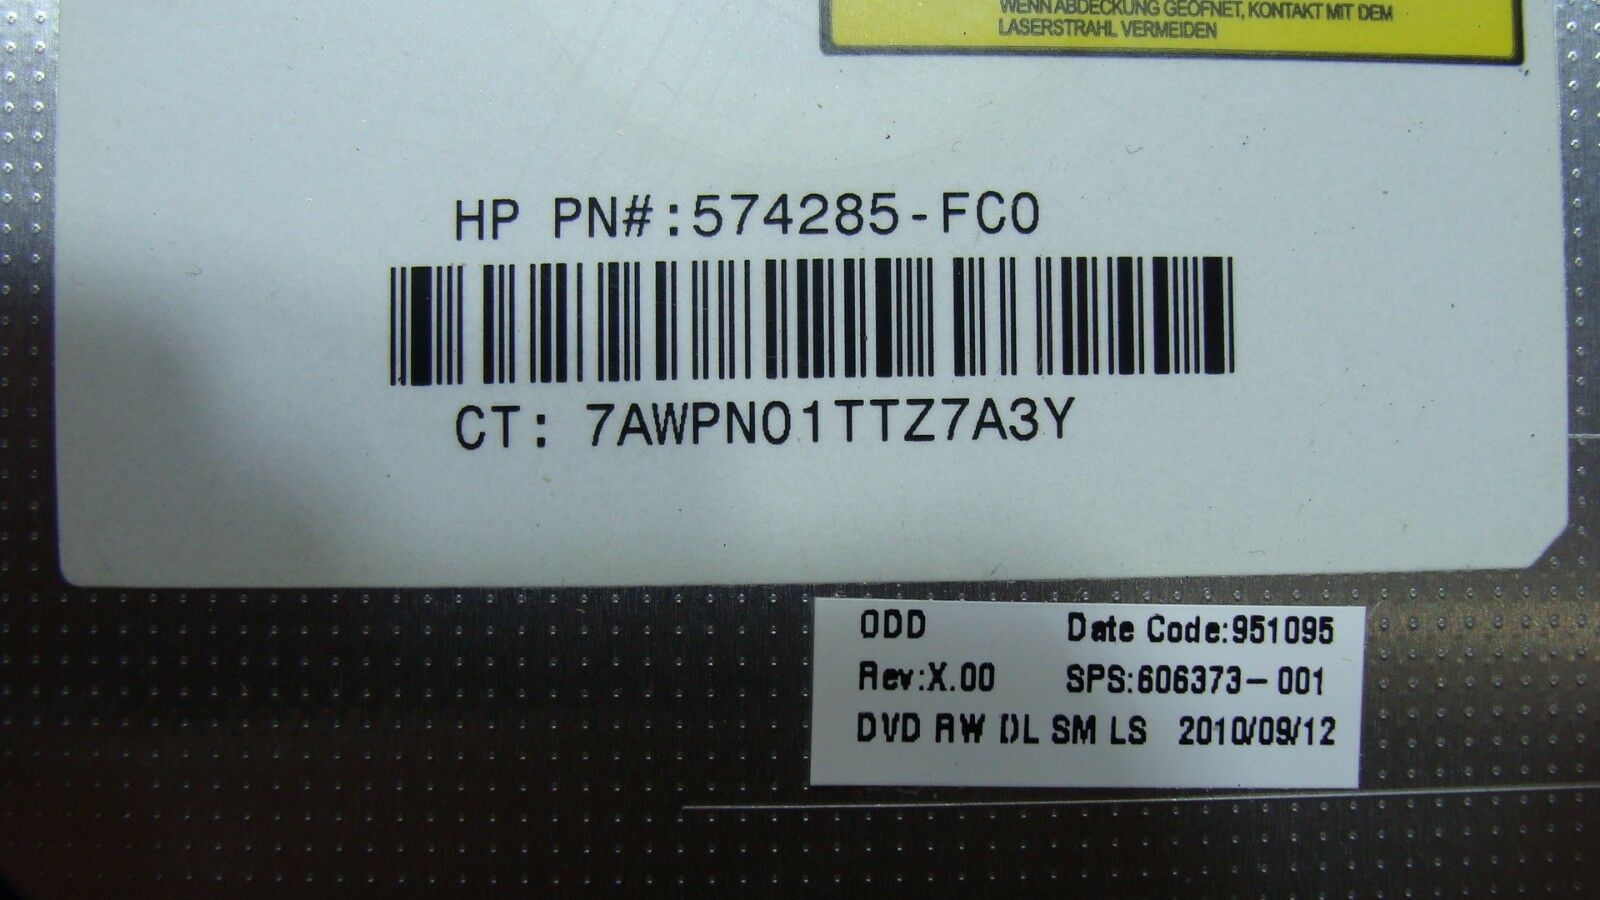 WENN ABDECKUNG GEOFNET, KONTAKT MIT DEM
LASERSTRAHL VERMEIDEN
HP PN#:574285-FC0
CT: 7AWPN01TTZ7A3Y
ODD Date Code:951095
Rev:X.00 SPS:606373-001
DVD RW DL SM LS 2010/09/12